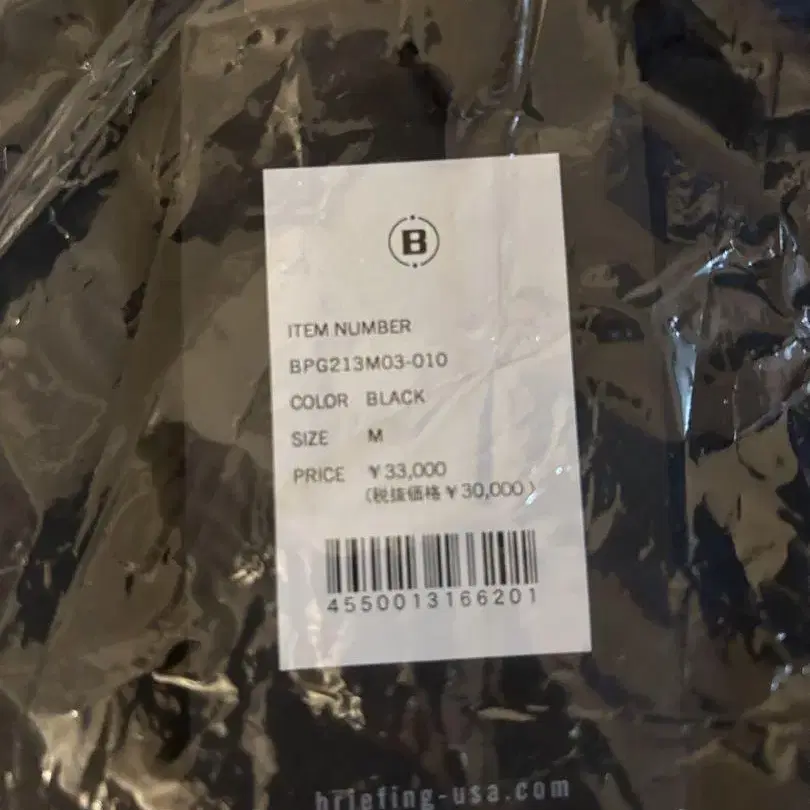 B
ITEM NUMBER
BPG213M03-010
COLOR BLACK
SIZE M
PRICE ￥33,000
（税抜価格￥30,000）
4550013166201
briefing-usa.com